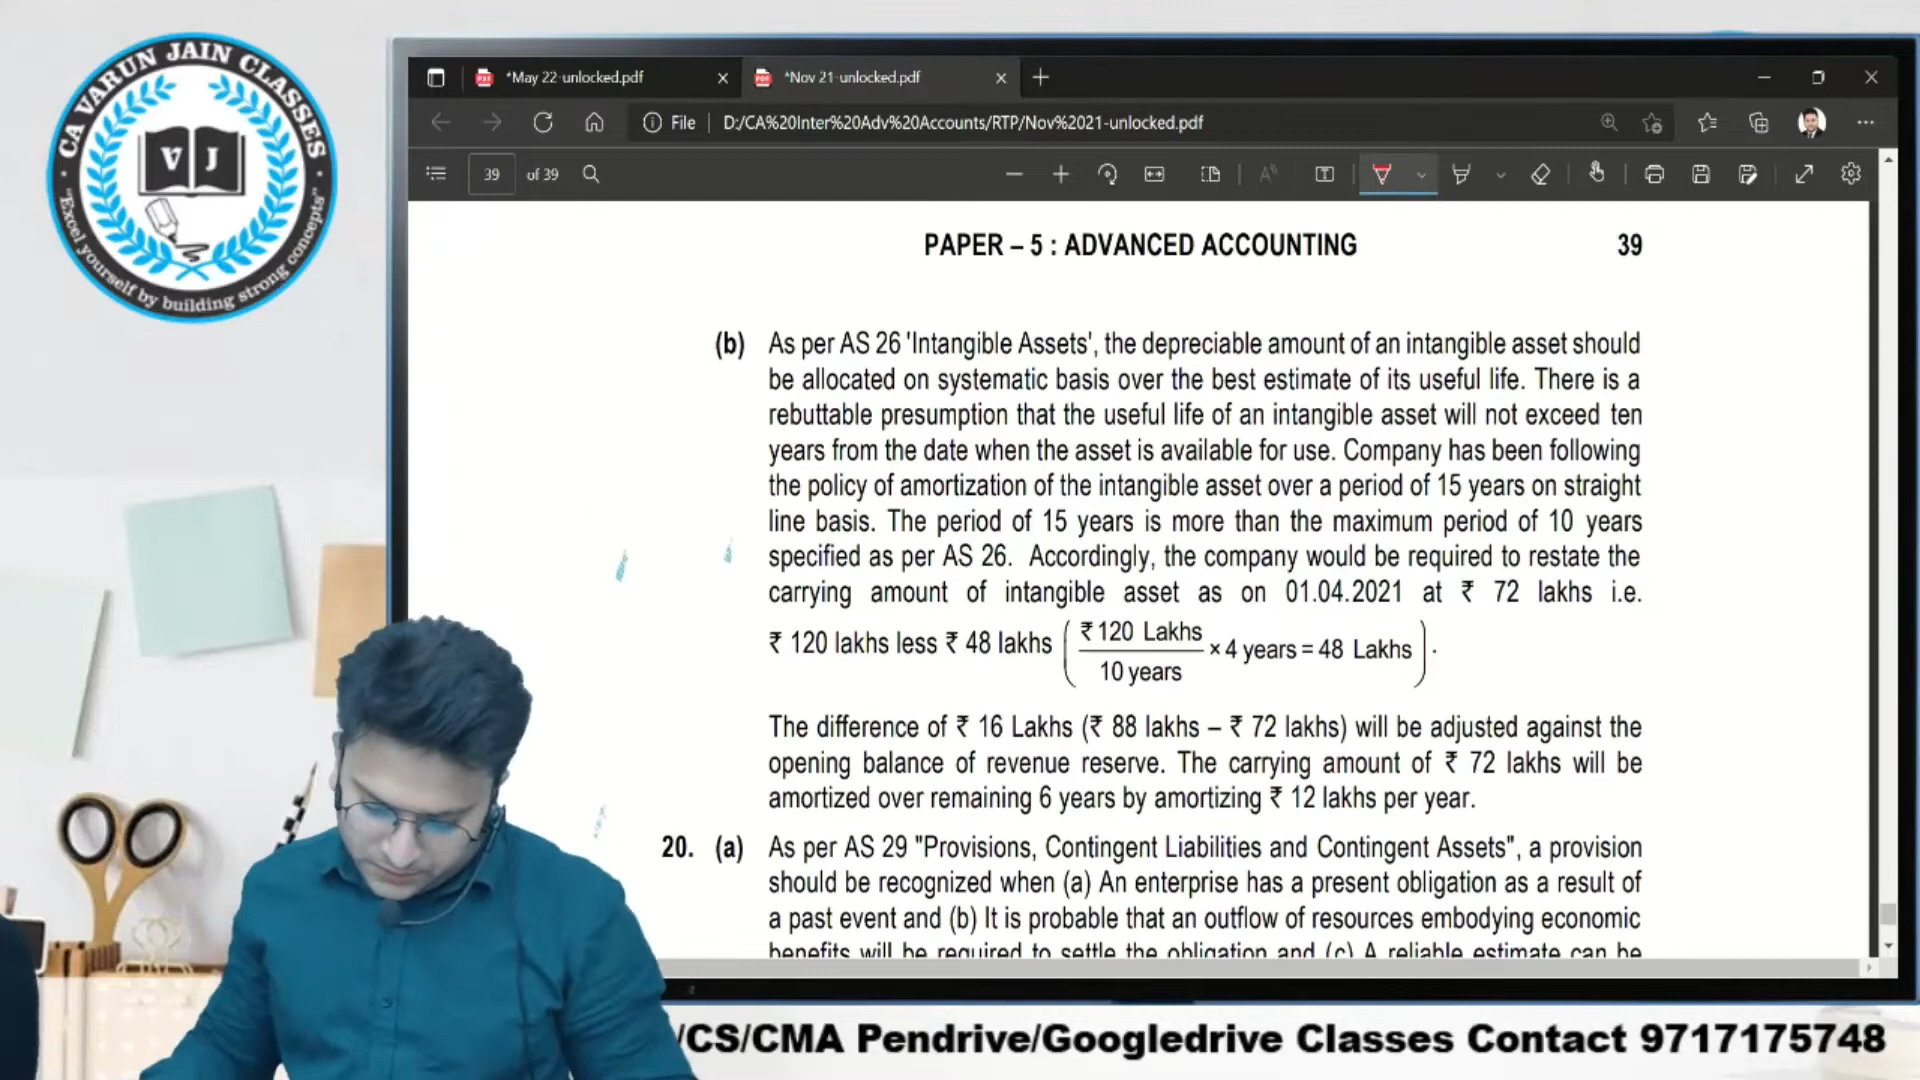 CA VARUN JAIN CLASSES
V J
"Excel yourself by building strong concepts"
*May 22-unlocked.pdf
*Nov 21-unlocked.pdf
File D:/CA%20Inter%20Adv%20Accounts/RTP/Nov%2021-unlocked.pdf
39 of 39
PAPER – 5 : ADVANCED ACCOUNTING 39
(b) As per AS 26 'Intangible Assets', the depreciable amount of an intangible asset should
be allocated on systematic basis over the best estimate of its useful life. There is a
rebuttable presumption that the useful life of an intangible asset will not exceed ten
years from the date when the asset is available for use. Company has been following
the policy of amortization of the intangible asset over a period of 15 years on straight
line basis. The period of 15 years is more than the maximum period of 10 years
specified as per AS 26. Accordingly, the company would be required to restate the
carrying amount of intangible asset as on 01.04.2021 at ₹ 72 lakhs i.e.
₹ 120 lakhs less ₹ 48 lakhs (₹120 Lakhs / 10 years × 4 years = 48 Lakhs).
The difference of ₹ 16 Lakhs (₹ 88 lakhs – ₹ 72 lakhs) will be adjusted against the
opening balance of revenue reserve. The carrying amount of ₹ 72 lakhs will be
amortized over remaining 6 years by amortizing ₹ 12 lakhs per year.
20. (a) As per AS 29 "Provisions, Contingent Liabilities and Contingent Assets", a provision
should be recognized when (a) An enterprise has a present obligation as a result of
a past event and (b) It is probable that an outflow of resources embodying economic
benefits will be required to settle the obligation and (c) A reliable estimate can be
/CS/CMA Pendrive/Googledrive Classes Contact 9717175748